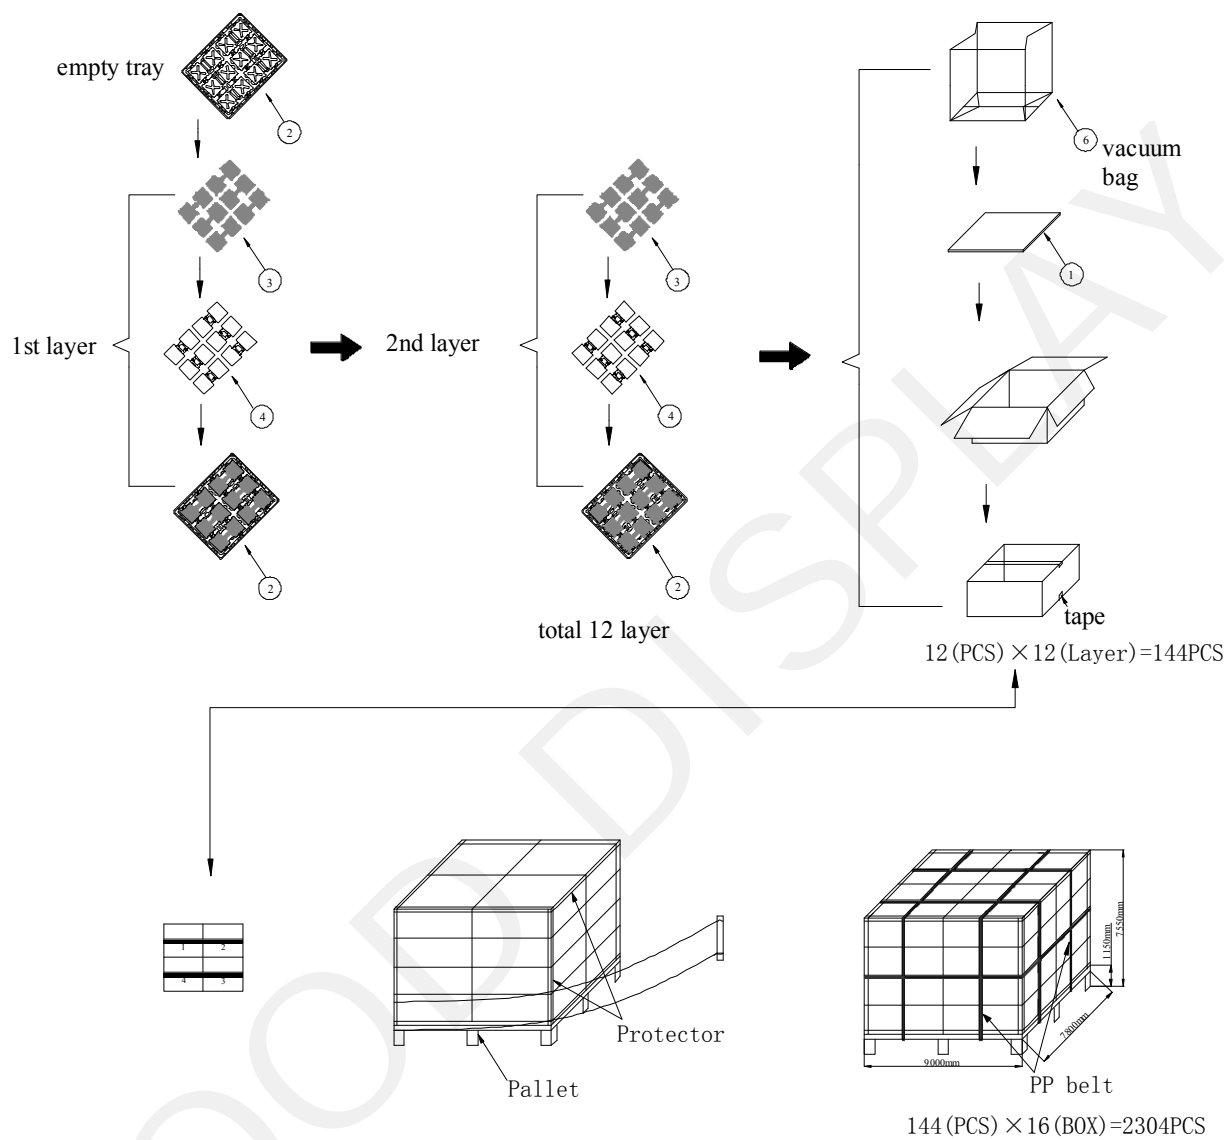 empty tray
2
3
1st layer
4
2
3
2nd layer
4
2
total 12 layer
6
vacuum
bag
1
tape
12(PCS)×12(Layer)=144PCS
1 2
4 3
Protector
Pallet
1150mm
7550mm
7800mm
9000mm
PP belt
144(PCS)×16(BOX)=2304PCS
OOD DISPLAY